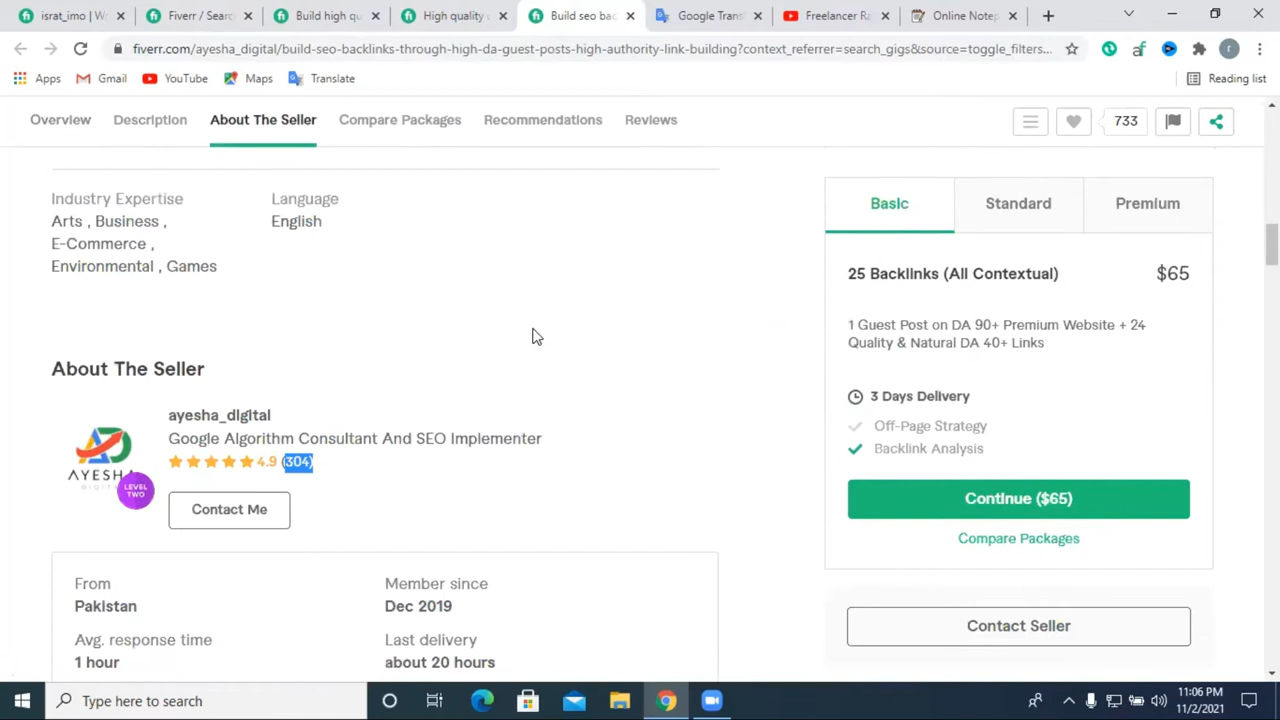 israt_imo | W
Fiverr / Sear
Build high qu
High quality
Build seo bac
Google Trans
Freelancer Ra
Online Notep
fiverr.com/ayesha_digital/build-seo-backlinks-through-high-da-guest-posts-high-authority-link-building?context_referrer=search_gigs&source=toggle_filters...
r
Apps
Gmail
YouTube
Maps
Translate
Reading list
Overview
Description
About The Seller
Compare Packages
Recommendations
Reviews
733
Industry Expertise
Arts , Business ,
E-Commerce ,
Environmental , Games
Language
English
Basic
Standard
Premium
25 Backlinks (All Contextual)
$65
1 Guest Post on DA 90+ Premium Website + 24
Quality & Natural DA 40+ Links
3 Days Delivery
Off-Page Strategy
Backlink Analysis
Continue ($65)
Compare Packages
Contact Seller
About The Seller
AYESHA
LEVEL
TWO
ayesha_digital
Google Algorithm Consultant And SEO Implementer
4.9 (304)
Contact Me
From
Pakistan
Member since
Dec 2019
Avg. response time
1 hour
Last delivery
about 20 hours
Type here to search
11:06 PM
11/2/2021